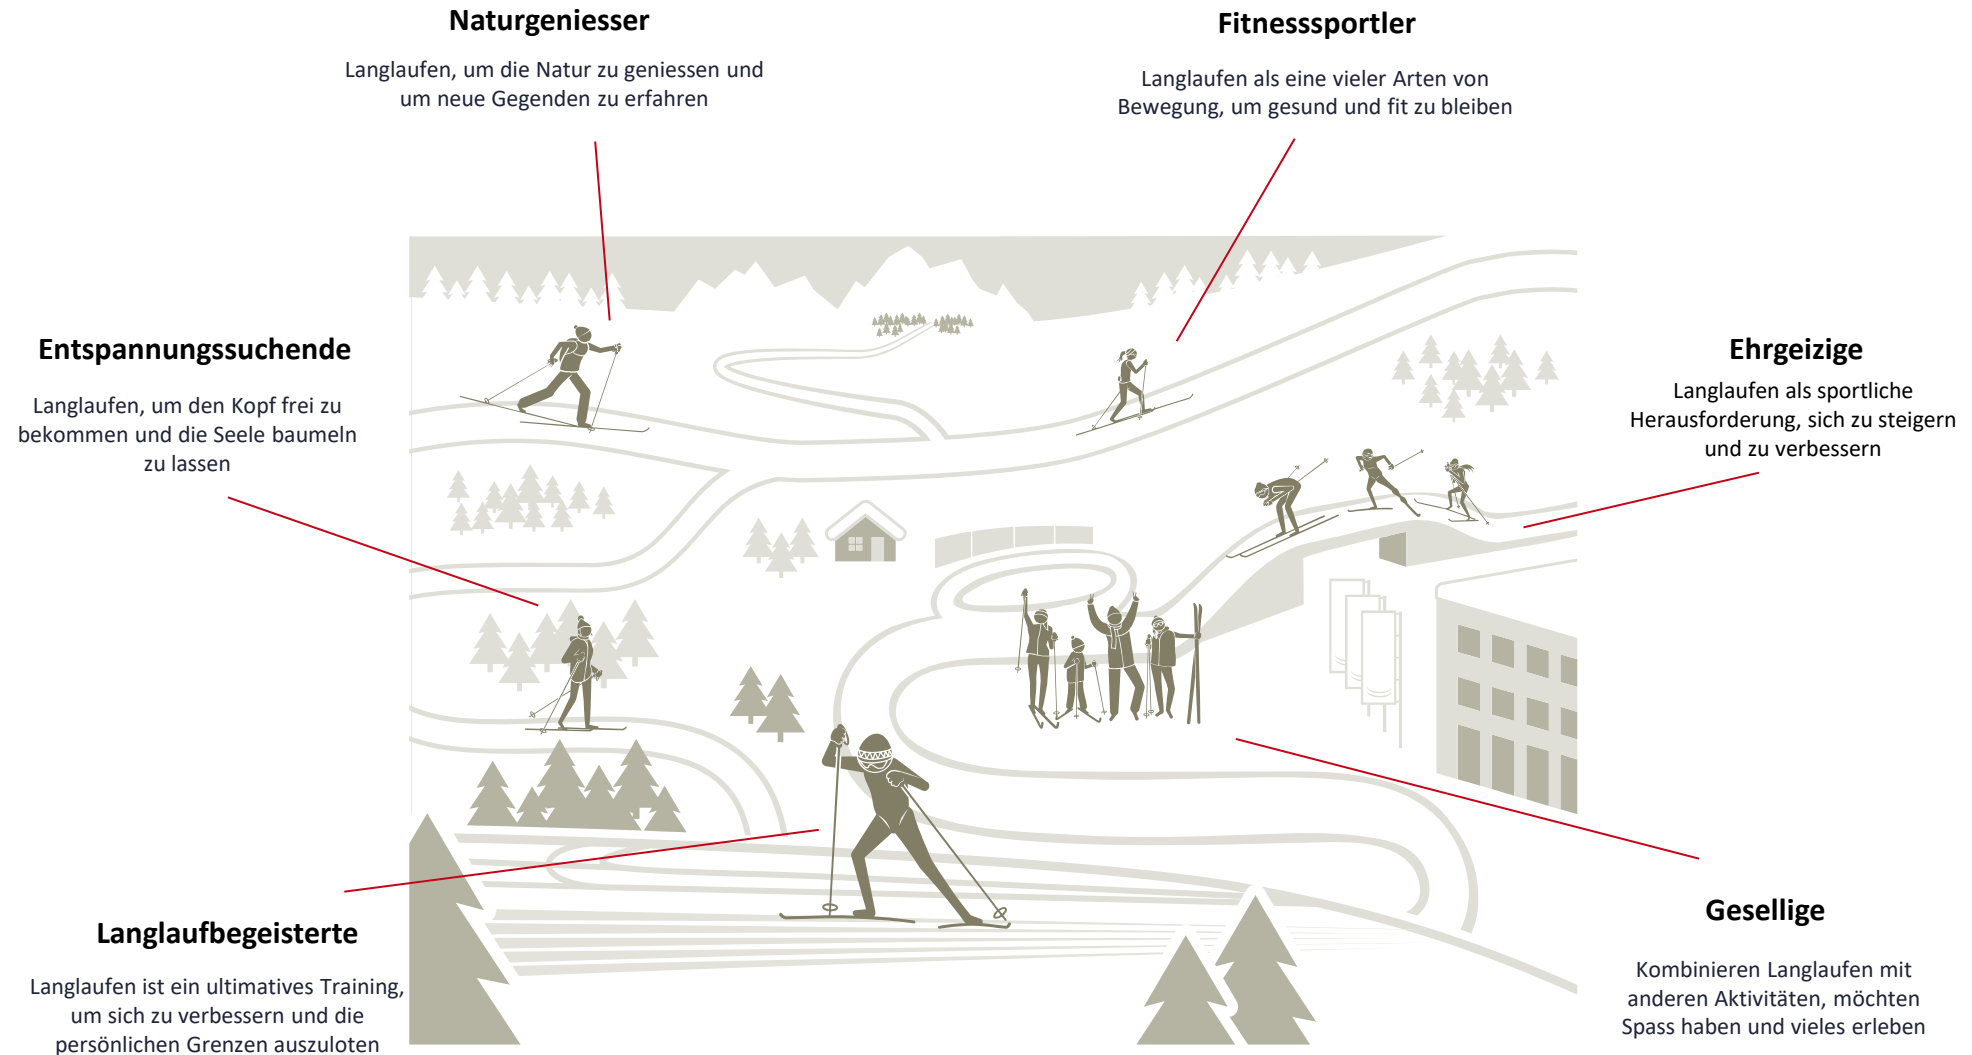 Naturgeniesser
Langlaufen, um die Natur zu geniessen und
um neue Gegenden zu erfahren
Fitnesssportler
Langlaufen als eine vieler Arten von
Bewegung, um gesund und fit zu bleiben
Entspannungssuchende
Langlaufen, um den Kopf frei zu
bekommen und die Seele baumeln
zu lassen
Ehrgeizige
Langlaufen als sportliche
Herausforderung, sich zu steigern
und zu verbessern
Langlaufbegeisterte
Langlaufen ist ein ultimatives Training,
um sich zu verbessern und die
persönlichen Grenzen auszuloten
Gesellige
Kombinieren Langlaufen mit
anderen Aktivitäten, möchten
Spass haben und vieles erleben